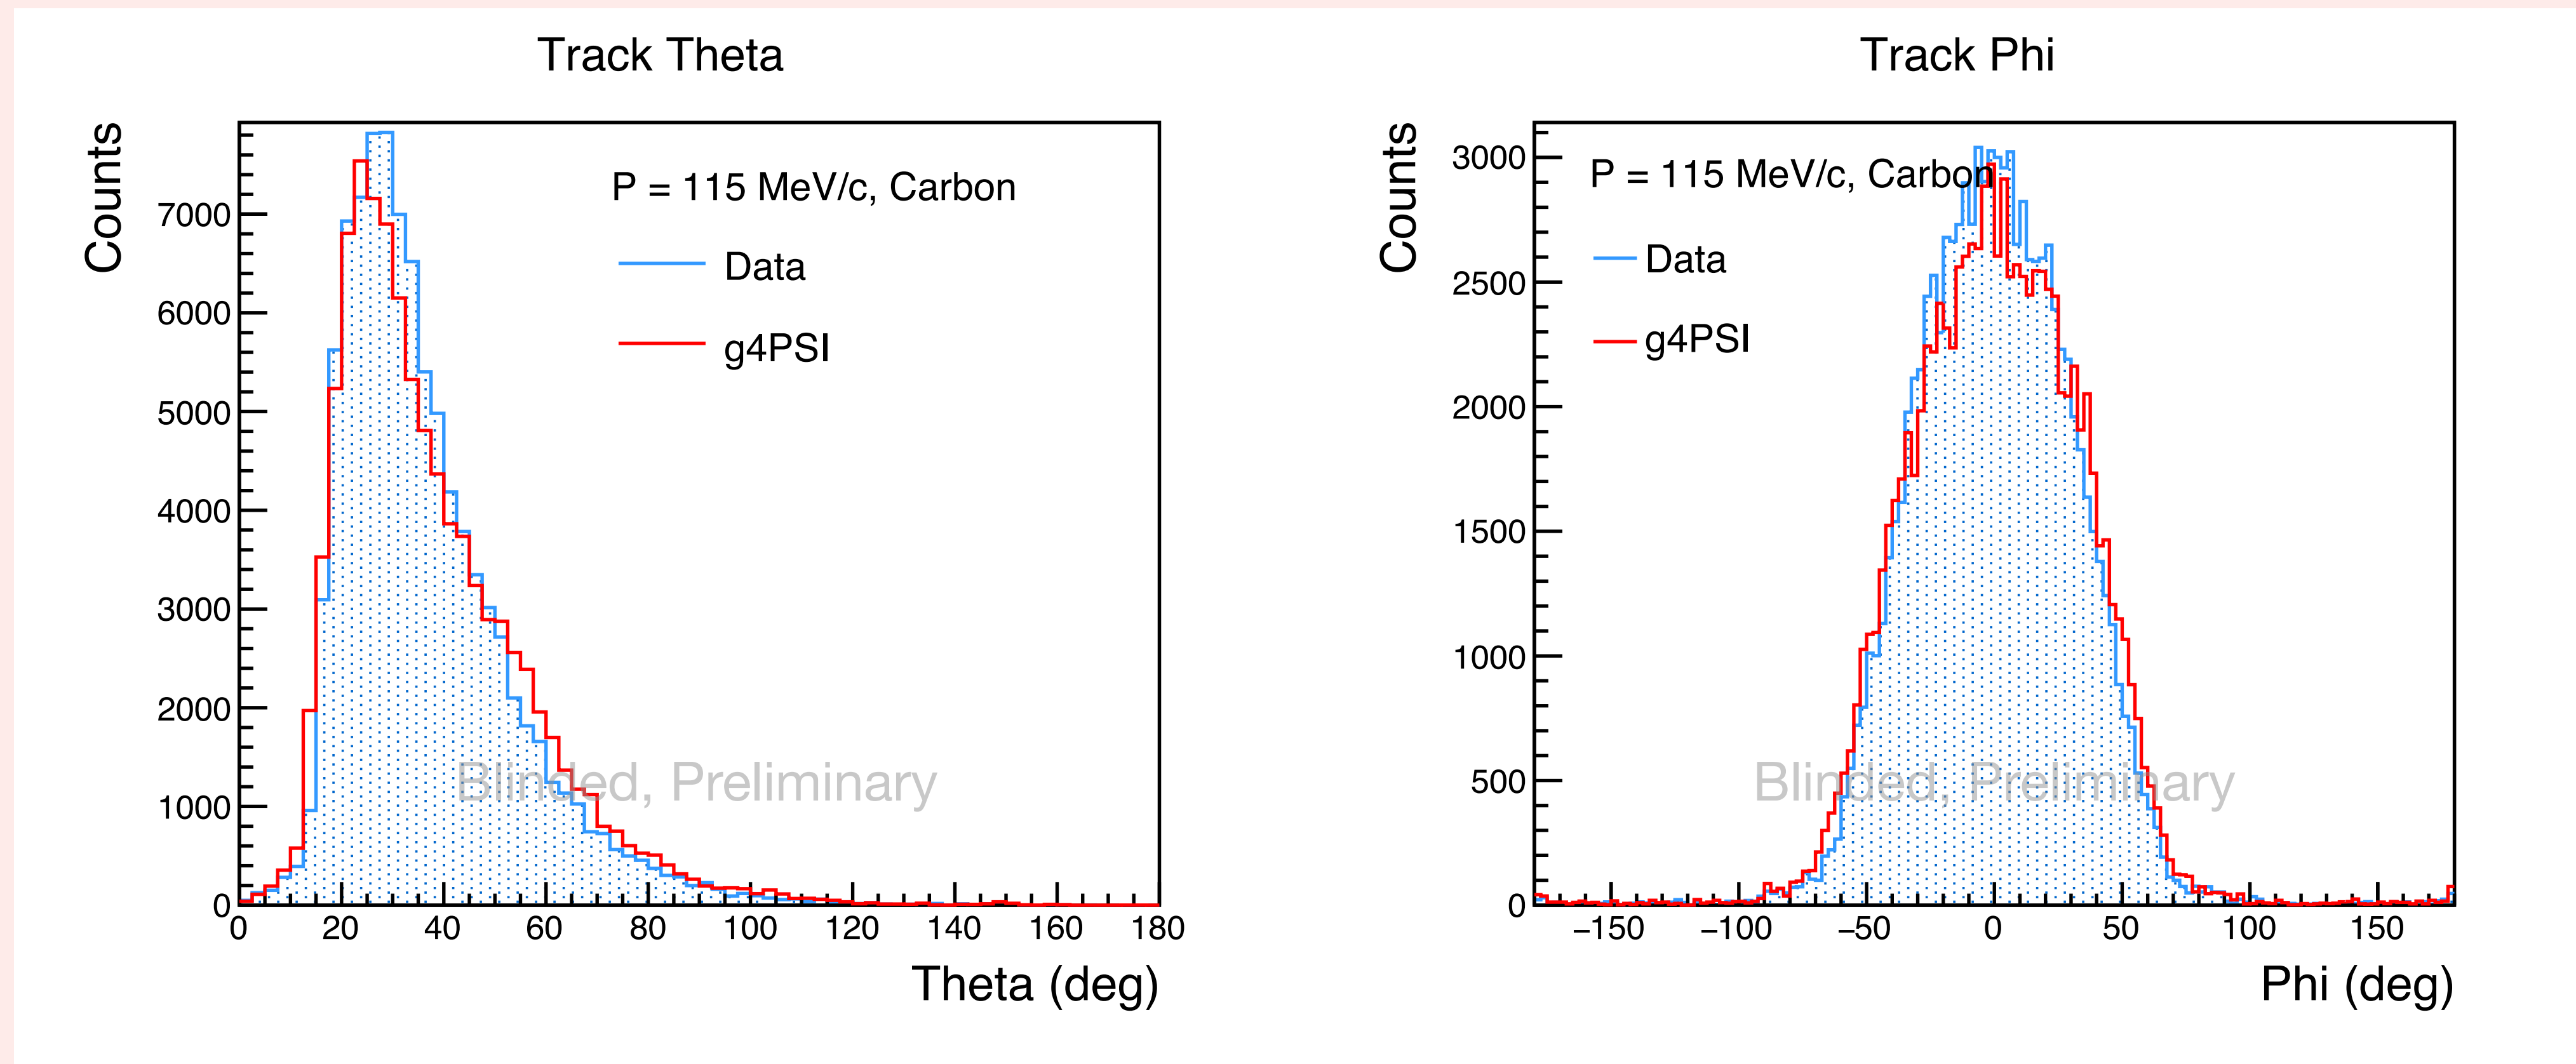 Track Theta
Counts
P = 115 MeV/c, Carbon
Data
g4PSI
7000
6000
5000
4000
3000
2000
1000
0
Blinded, Preliminary
0 20 40 60 80 100 120 140 160 180
Theta (deg)
Track Phi
Counts
P = 115 MeV/c, Carbon
Data
g4PSI
3000
2500
2000
1500
1000
500
0
Blinded, Preliminary
−150 −100 −50 0 50 100 150
Phi (deg)